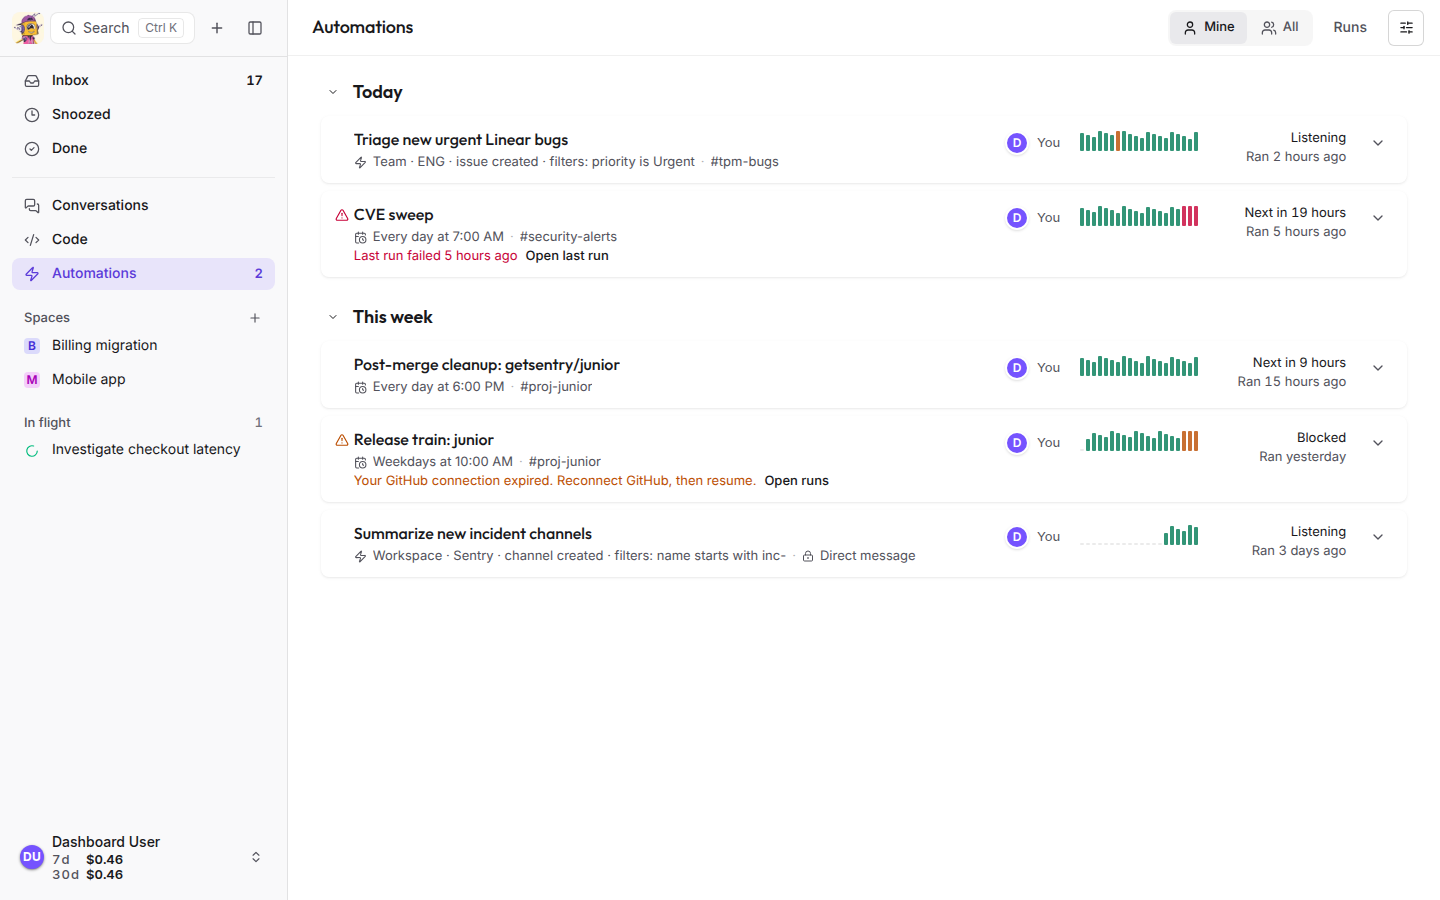 Search Ctrl K
Inbox 17
Snoozed
Done
Conversations
Code
Automations 2
Spaces
B Billing migration
M Mobile app
In flight 1
Investigate checkout latency
DU Dashboard User
7d $0.46
30d $0.46
Automations
Mine All Runs
Today
Triage new urgent Linear bugs
Team · ENG · issue created · filters: priority is Urgent · #tpm-bugs
D You
Listening
Ran 2 hours ago
CVE sweep
Every day at 7:00 AM · #security-alerts
Last run failed 5 hours ago Open last run
D You
Next in 19 hours
Ran 5 hours ago
This week
Post-merge cleanup: getsentry/junior
Every day at 6:00 PM · #proj-junior
D You
Next in 9 hours
Ran 15 hours ago
Release train: junior
Weekdays at 10:00 AM · #proj-junior
Your GitHub connection expired. Reconnect GitHub, then resume. Open runs
D You
Blocked
Ran yesterday
Summarize new incident channels
Workspace · Sentry · channel created · filters: name starts with inc- · Direct message
D You
Listening
Ran 3 days ago